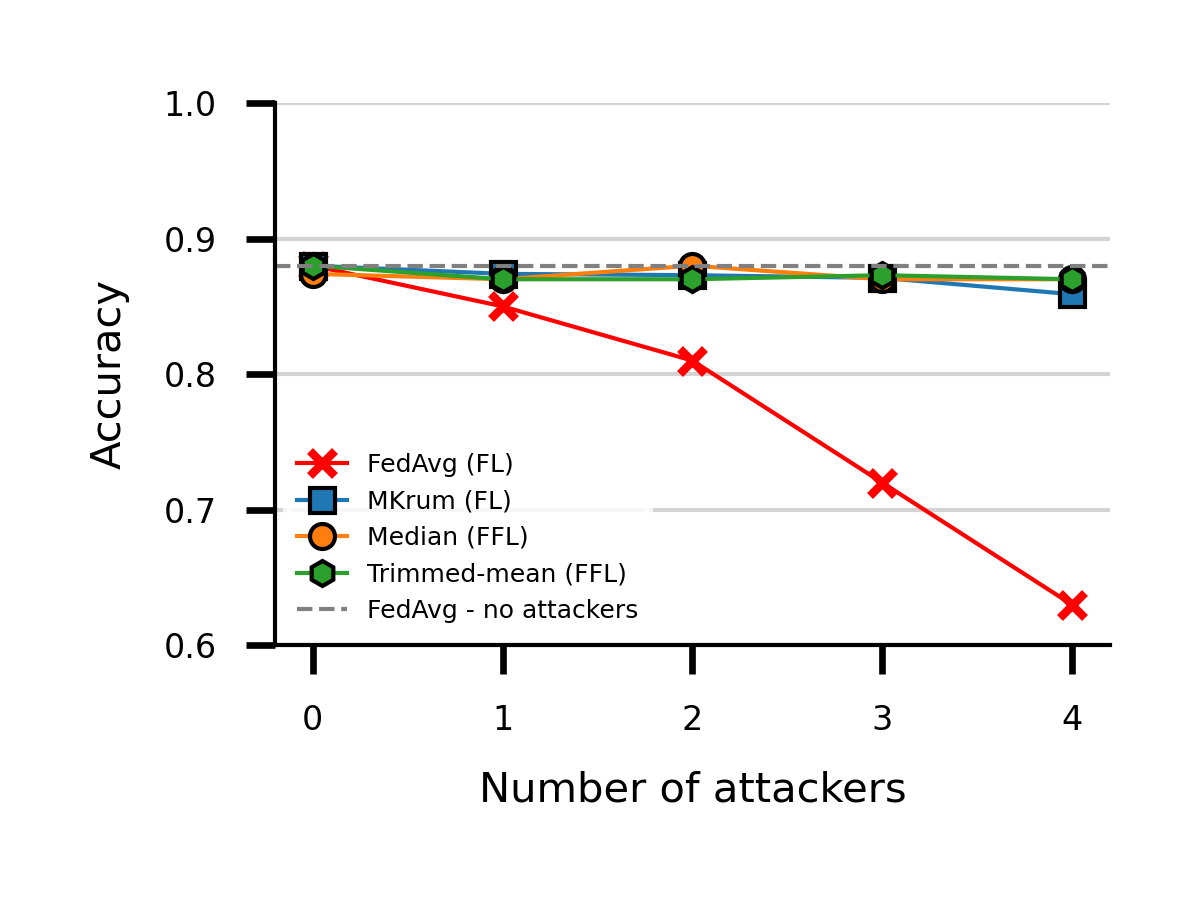 1.0
0.9
0.8
0.7
0.6
Accuracy
FedAvg (FL)
MKrum (FL)
Median (FFL)
Trimmed-mean (FFL)
FedAvg - no attackers
0 1 2 3 4
Number of attackers